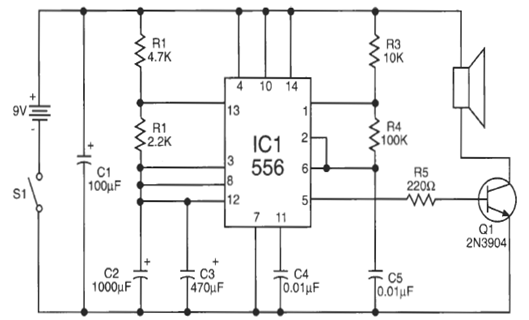 R1
4.7K
R3
10K
4 10 14
+
9V
-
13
1
R1
2.2K
IC1
556
2
R4
100K
+
C1
100µF
3
8
12
6
5
R5
220Ω
S1
7 11
Q1
2N3904
+
C2
1000µF
+
C3
470µF
C4
0.01µF
C5
0.01µF